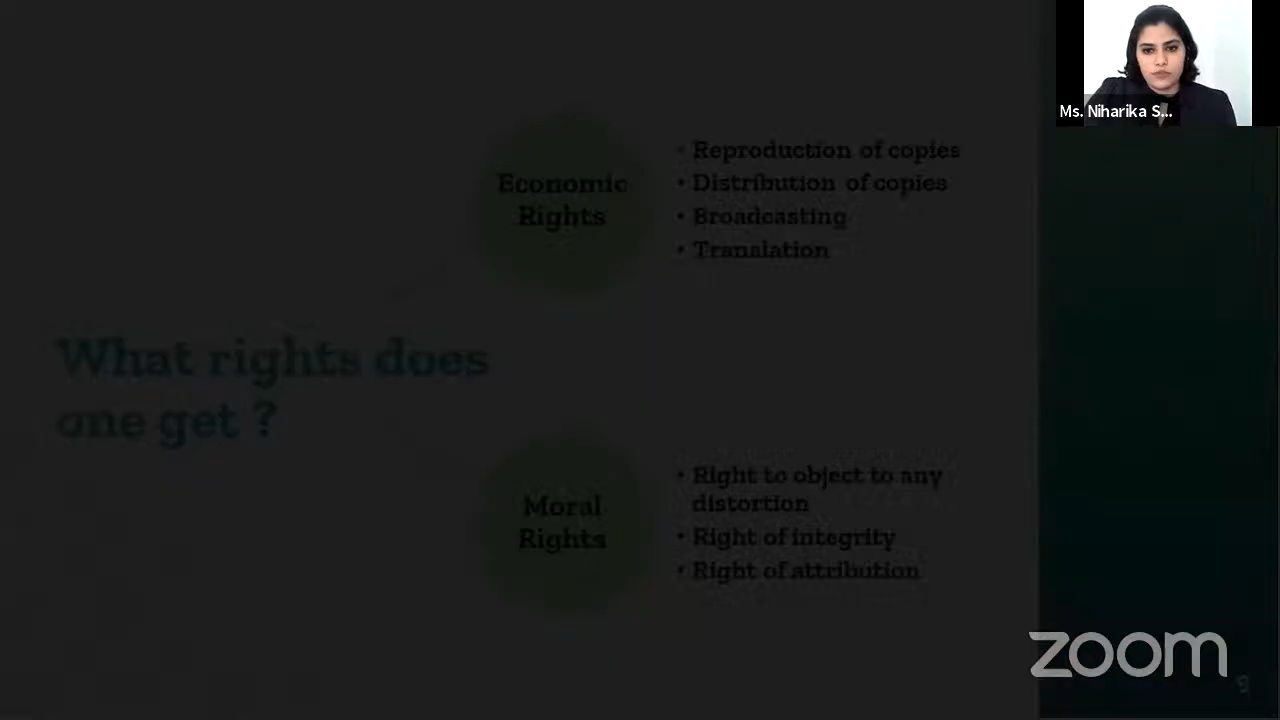 Ms. Niharika S...
Economic
Rights
• Reproduction of copies
• Distribution of copies
• Broadcasting
• Translation
What rights does
one get ?
Moral
Rights
• Right to object to any
distortion
• Right of integrity
• Right of attribution
zoom
9